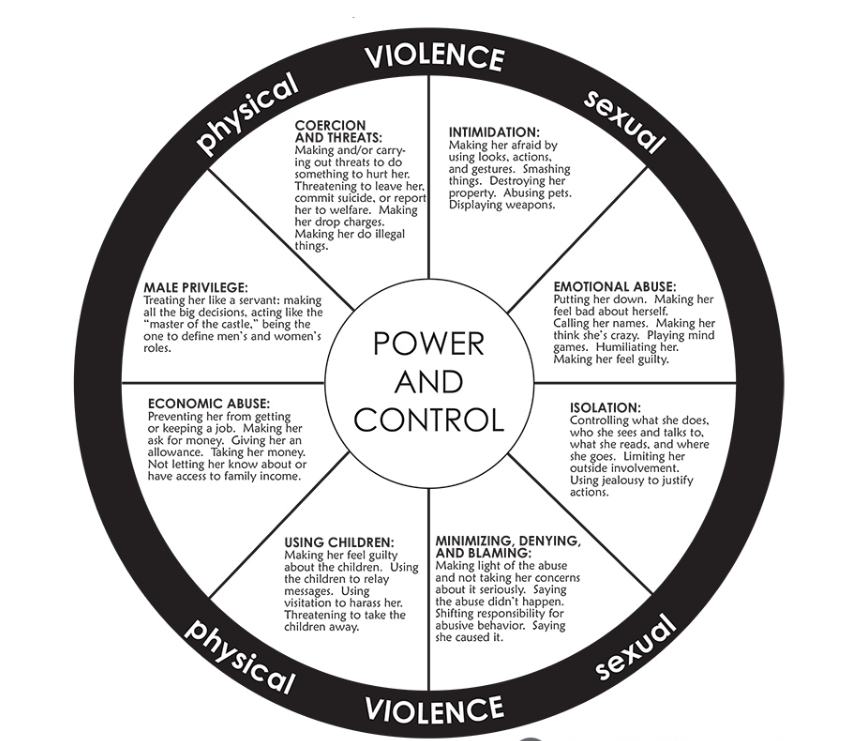 VIOLENCE
physical
sexual
COERCION
AND THREATS:
Making and/or carry-
ing out threats to do
something to hurt her.
Threatening to leave her,
commit suicide, or report
her to welfare. Making
her drop charges.
Making her do illegal
things.
INTIMIDATION:
Making her afraid by
using looks, actions,
and gestures. Smashing
things. Destroying her
property. Abusing pets.
Displaying weapons.
MALE PRIVILEGE:
Treating her like a servant: making
all the big decisions, acting like the
“master of the castle,” being the
one to define men's and women's
roles.
EMOTIONAL ABUSE:
Putting her down. Making her
feel bad about herself.
Calling her names. Making her
think she's crazy. Playing mind
games. Humiliating her.
Making her feel guilty.
POWER
AND
CONTROL
ECONOMIC ABUSE:
Preventing her from getting
or keeping a job. Making her
ask for money. Giving her an
allowance. Taking her money.
Not letting her know about or
have access to family income.
ISOLATION:
Controlling what she does,
who she sees and talks to,
what she reads, and where
she goes. Limiting her
outside involvement.
Using jealousy to justify
actions.
USING CHILDREN:
Making her feel guilty
about the children. Using
the children to relay
messages. Using
visitation to harass her.
Threatening to take the
children away.
MINIMIZING, DENYING,
AND BLAMING:
Making light of the abuse
and not taking her concerns
about it seriously. Saying
the abuse didn't happen.
Shifting responsibility for
abusive behavior. Saying
she caused it.
physical
sexual
VIOLENCE